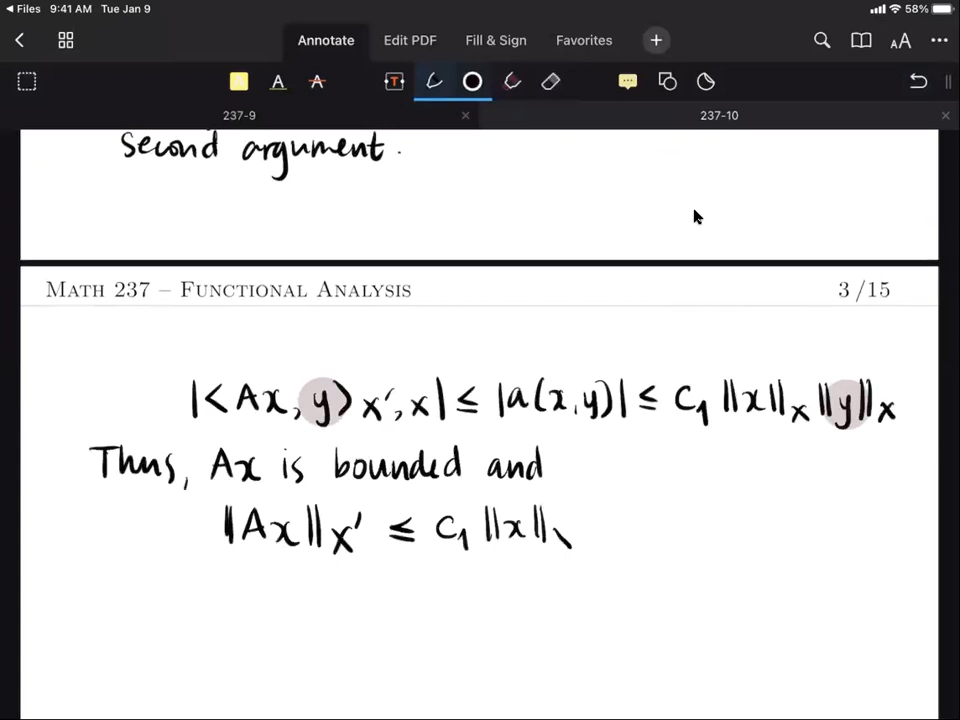 Files 9:41 AM Tue Jan 9 58%
Annotate Edit PDF Fill & Sign Favorites
237-9 237-10
Second argument.
MATH 237 – FUNCTIONAL ANALYSIS 3 /15
|<Ax, y>X',X| ≤ |a(x,y)| ≤ C₁ ||x||X ||y||X
Thus, Ax is bounded and
||Ax||X' ≤ C₁ ||x||